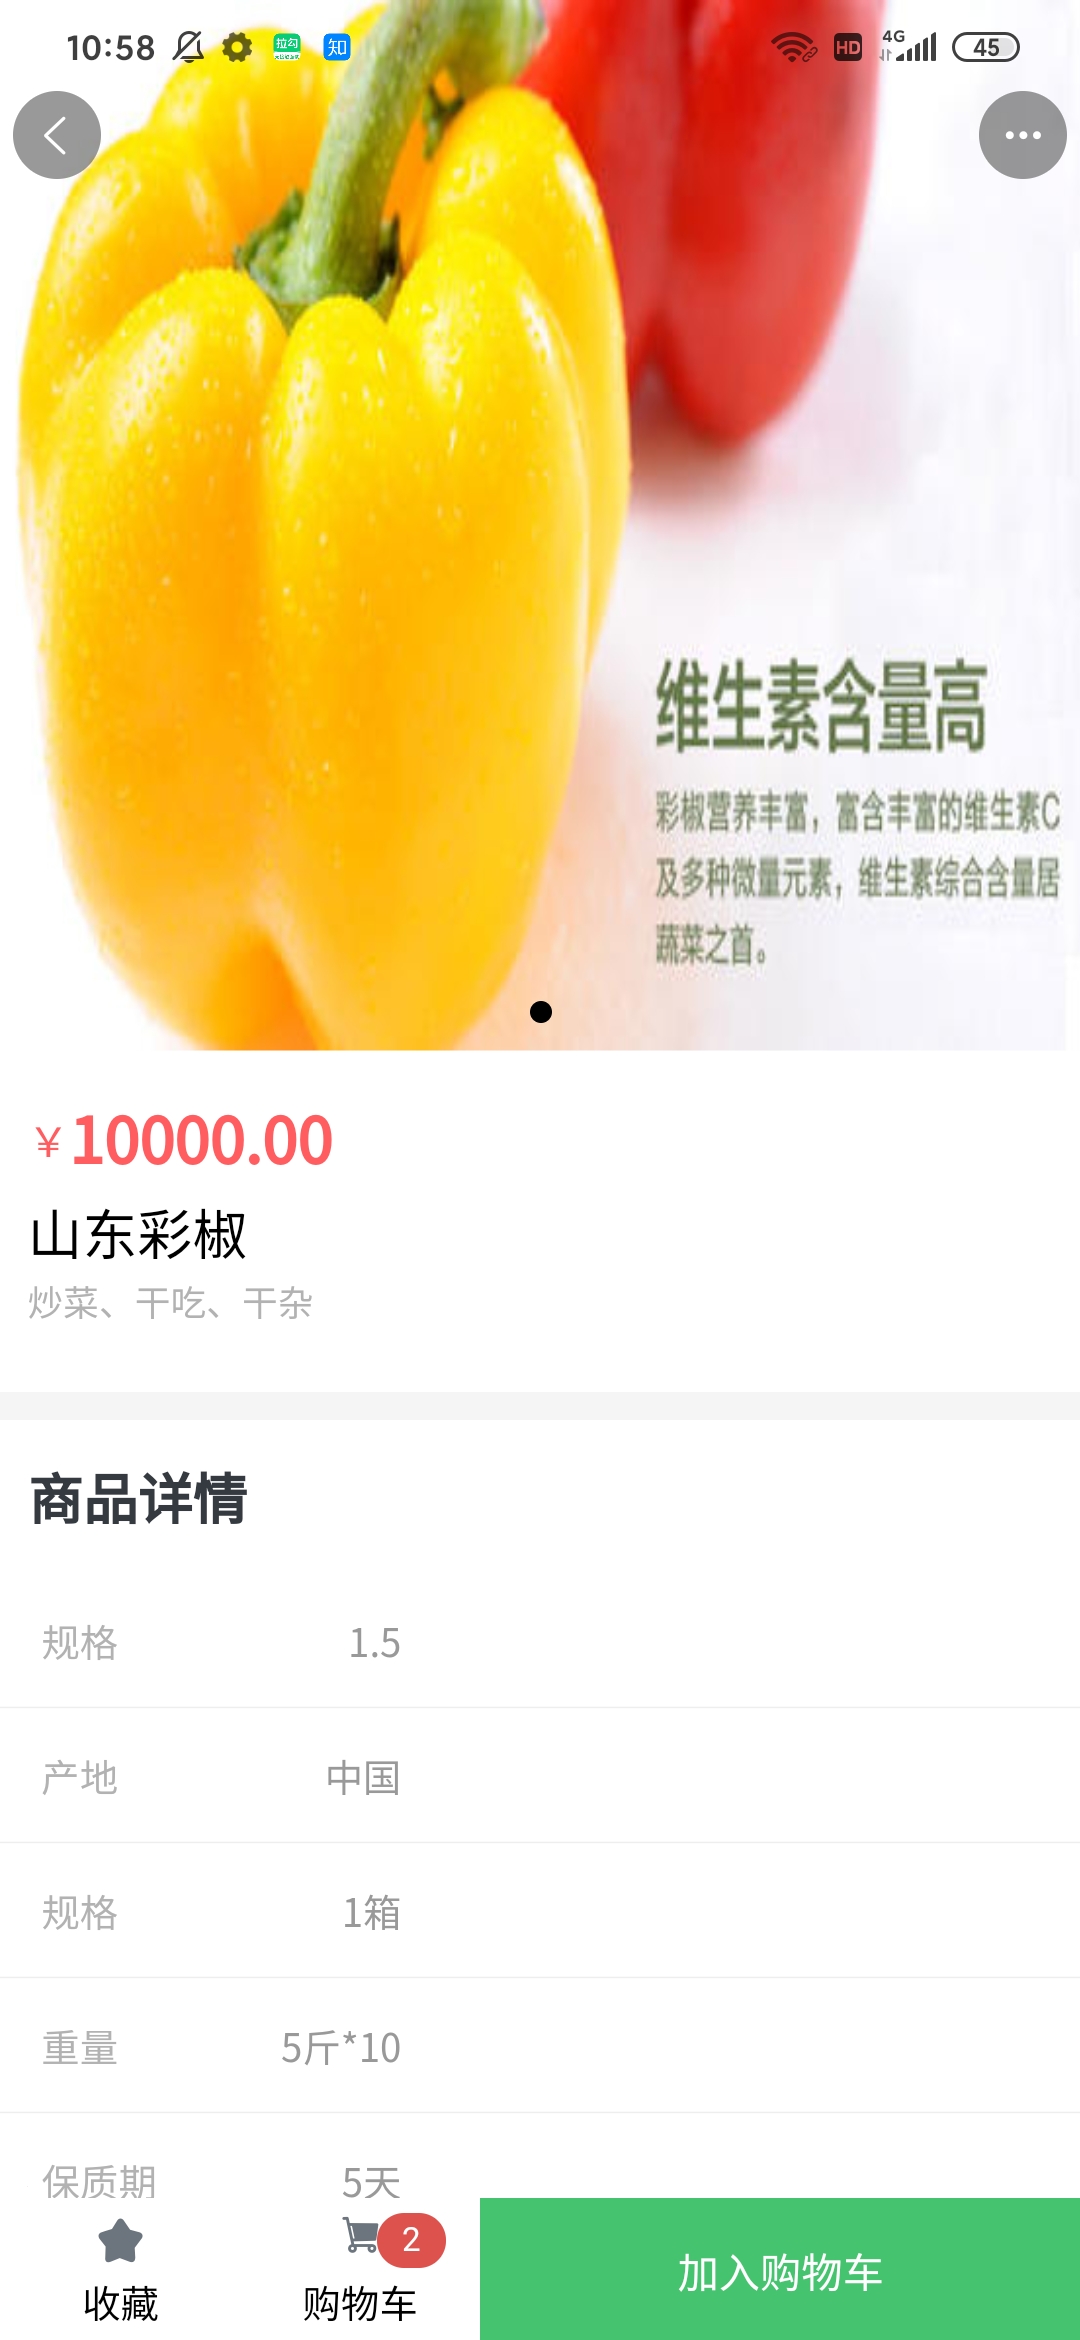 10:58
拉勾
知
HD
4G
45
维生素含量高
彩椒营养丰富，富含丰富的维生素C
及多种微量元素，维生素综合含量居
蔬菜之首。
¥10000.00
山东彩椒
炒菜、干吃、干杂
商品详情
规格 1.5
产地 中国
规格 1箱
重量 5斤*10
保质期 5天
2
收藏 购物车 加入购物车